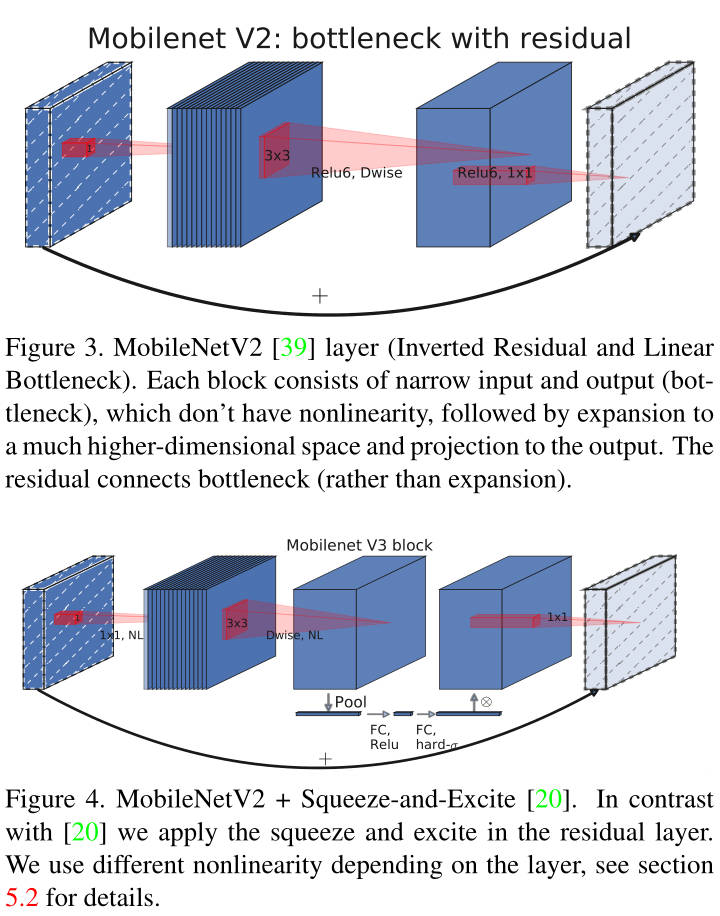 Mobilenet V2: bottleneck with residual
1
3x3
Relu6, Dwise
Relu6, 1x1
+
Figure 3. MobileNetV2 [39] layer (Inverted Residual and Linear
Bottleneck). Each block consists of narrow input and output (bot-
tleneck), which don't have nonlinearity, followed by expansion to
a much higher-dimensional space and projection to the output. The
residual connects bottleneck (rather than expansion).
Mobilenet V3 block
1
1x1, NL
3x3
Dwise, NL
1x1
Pool
⊗
FC,
Relu
FC,
hard-σ
+
Figure 4. MobileNetV2 + Squeeze-and-Excite [20]. In contrast
with [20] we apply the squeeze and excite in the residual layer.
We use different nonlinearity depending on the layer, see section
5.2 for details.